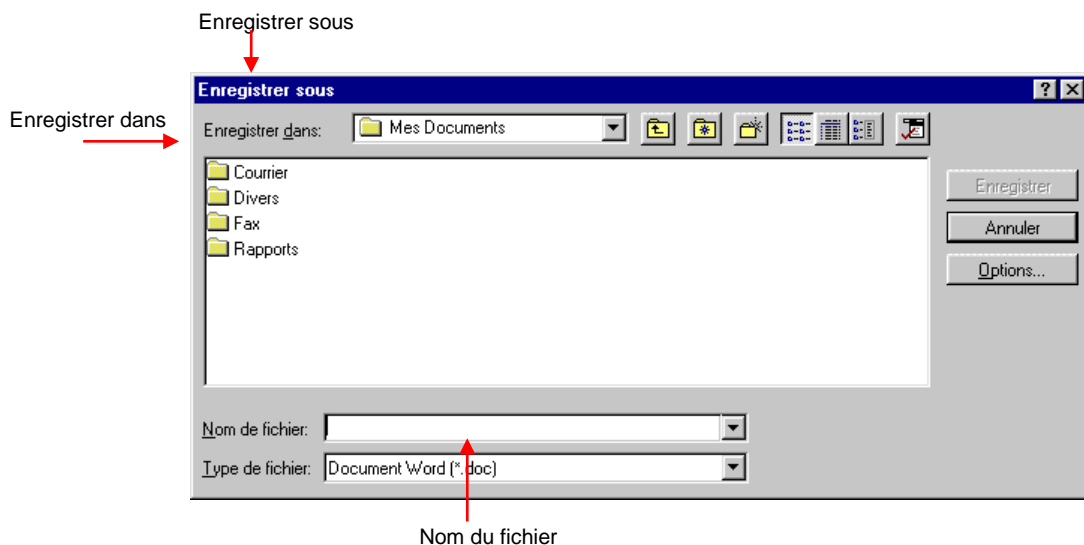 Enregistrer sous
Enregistrer sous
Enregistrer dans
Enregistrer dans: Mes Documents
Courrier
Divers
Fax
Rapports
Enregistrer
Annuler
Options...
Nom de fichier:
Type de fichier: Document Word (*.doc)
Nom du fichier